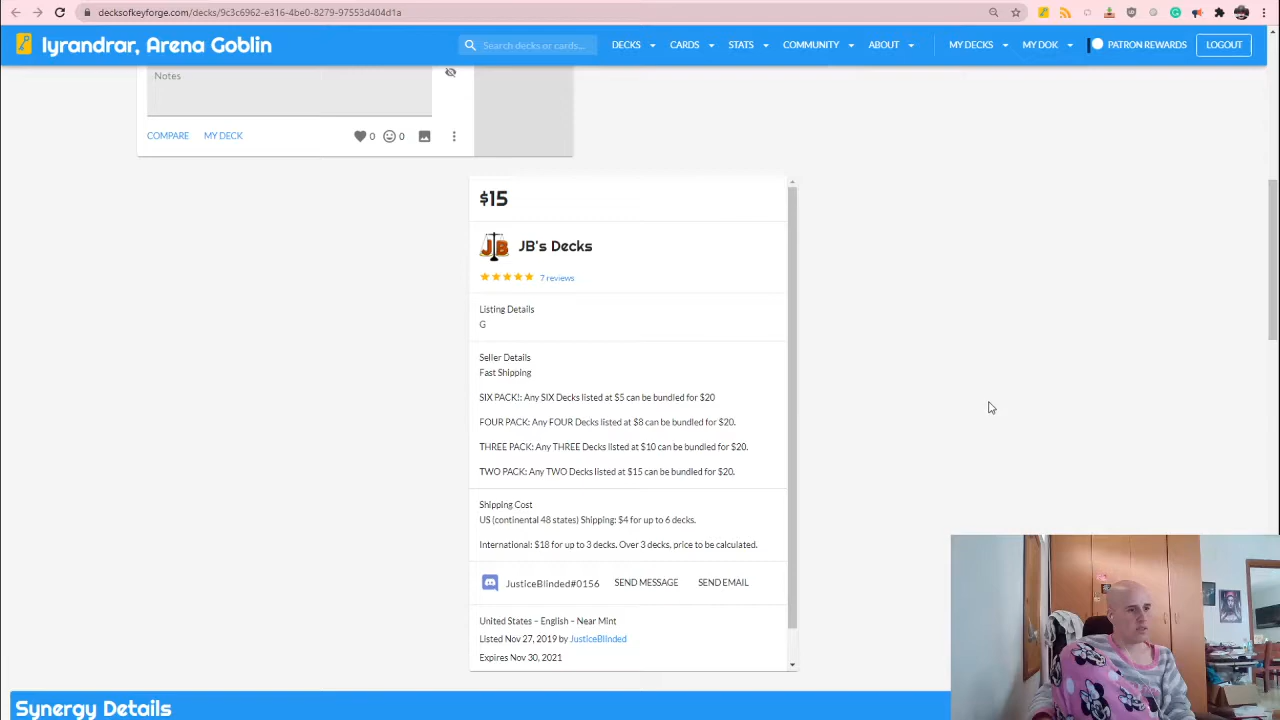 decksofkeyforge.com/decks/9c3c6962-e316-4be0-8279-97553d404d1a
Iyrandrar, Arena Goblin
Search decks or cards...
DECKS
CARDS
STATS
COMMUNITY
ABOUT
MY DECKS
MY DOK
PATRON REWARDS
LOGOUT
Notes
COMPARE
MY DECK
0
0
$15
JB
JB's Decks
7 reviews
Listing Details
G
Seller Details
Fast Shipping
SIX PACK!: Any SIX Decks listed at $5 can be bundled for $20
FOUR PACK: Any FOUR Decks listed at $8 can be bundled for $20.
THREE PACK: Any THREE Decks listed at $10 can be bundled for $20.
TWO PACK: Any TWO Decks listed at $15 can be bundled for $20.
Shipping Cost
US (continental 48 states) Shipping: $4 for up to 6 decks.
International: $18 for up to 3 decks. Over 3 decks, price to be calculated.
JusticeBlinded#0156
SEND MESSAGE
SEND EMAIL
United States – English – Near Mint
Listed Nov 27, 2019 by JusticeBlinded
Expires Nov 30, 2021
Synergy Details